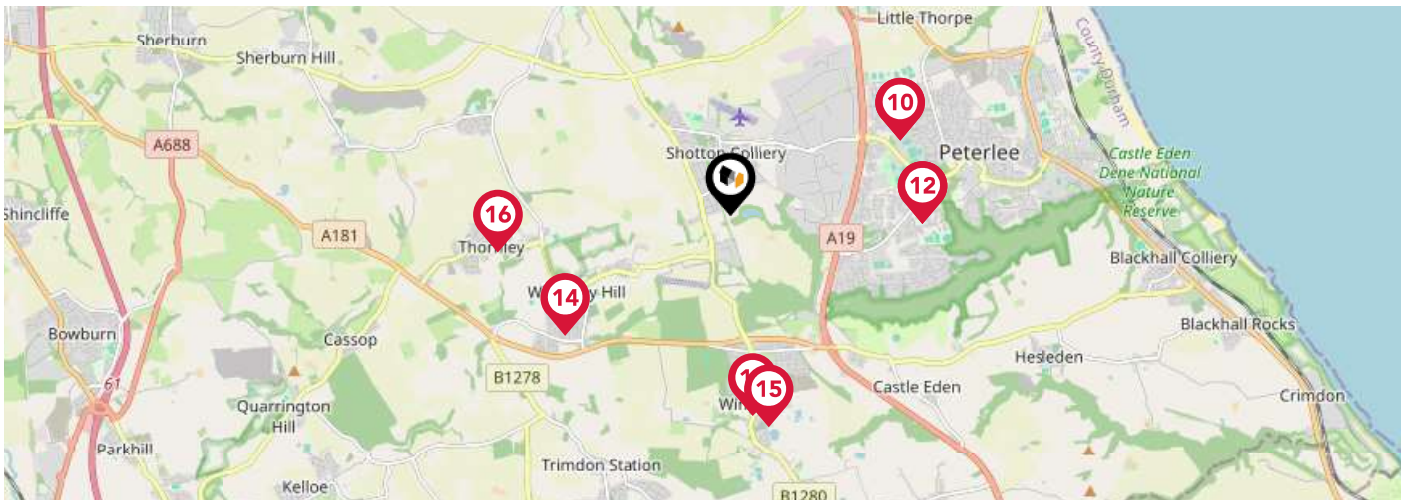 Little Thorpe
Sherburn
Sherburn Hill
County Durham
10
A688
Shotton Colliery
Peterlee
Castle Eden
Dene National
Nature
Reserve
12
16
Shincliffe
A181
A19
Blackhall Colliery
14
Hill
Bowburn
Cassop
Blackhall Rocks
Hesleden
61
B1278
15
Castle Eden
Crimdon
Quarrington
Hill
Parkhill
Trimdon Station
Kelloe
B1280